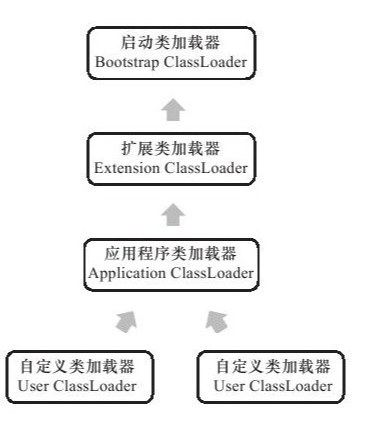 启动类加载器
Bootstrap ClassLoader
扩展类加载器
Extension ClassLoader
应用程序类加载器
Application ClassLoader
自定义类加载器
User ClassLoader
自定义类加载器
User ClassLoader